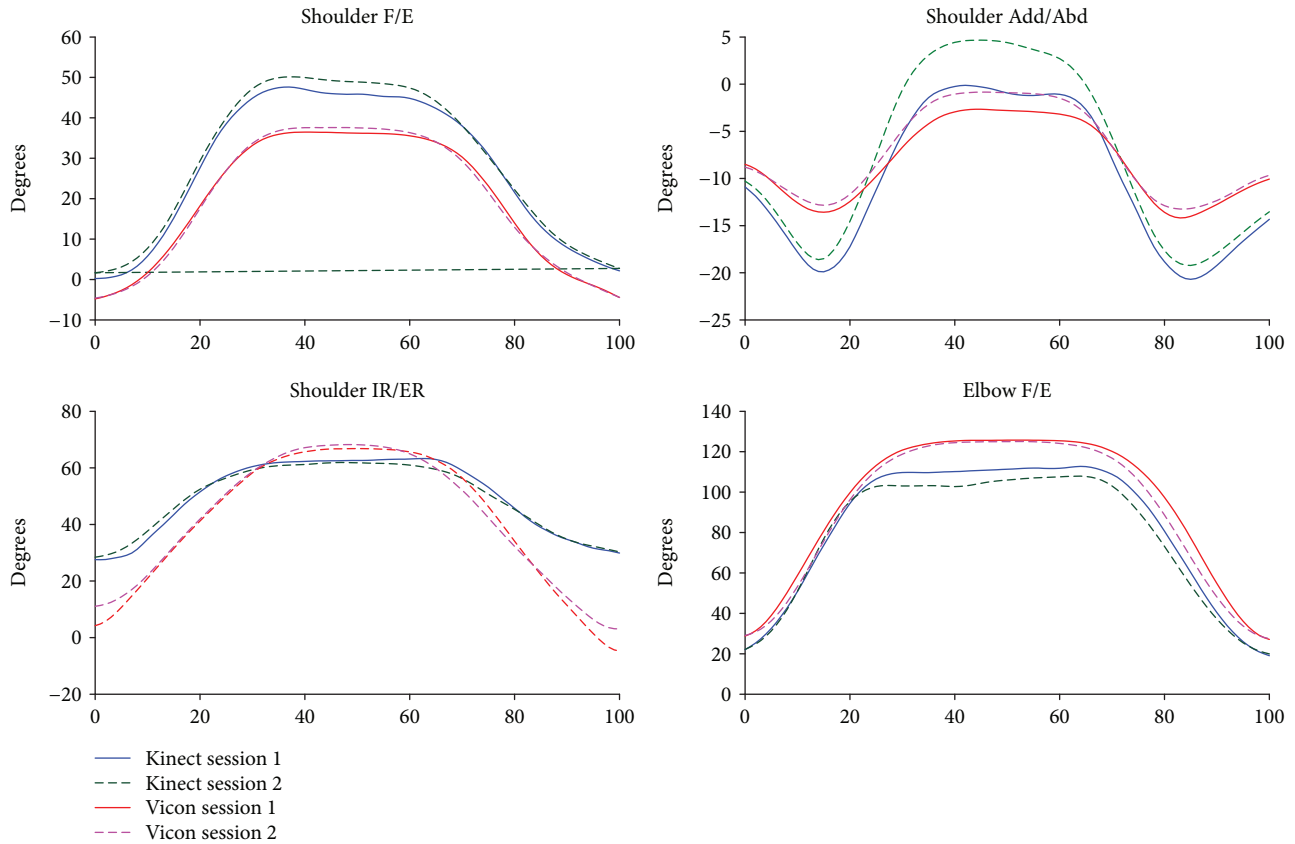 Shoulder F/E
Degrees
60
50
40
30
20
10
0
−10
0 20 40 60 80 100
Shoulder Add/Abd
Degrees
5
0
−5
−10
−15
−20
−25
0 20 40 60 80 100
Shoulder IR/ER
Degrees
80
60
40
20
0
−20
0 20 40 60 80 100
Elbow F/E
Degrees
140
120
100
80
60
40
20
0
0 20 40 60 80 100
Kinect session 1
Kinect session 2
Vicon session 1
Vicon session 2